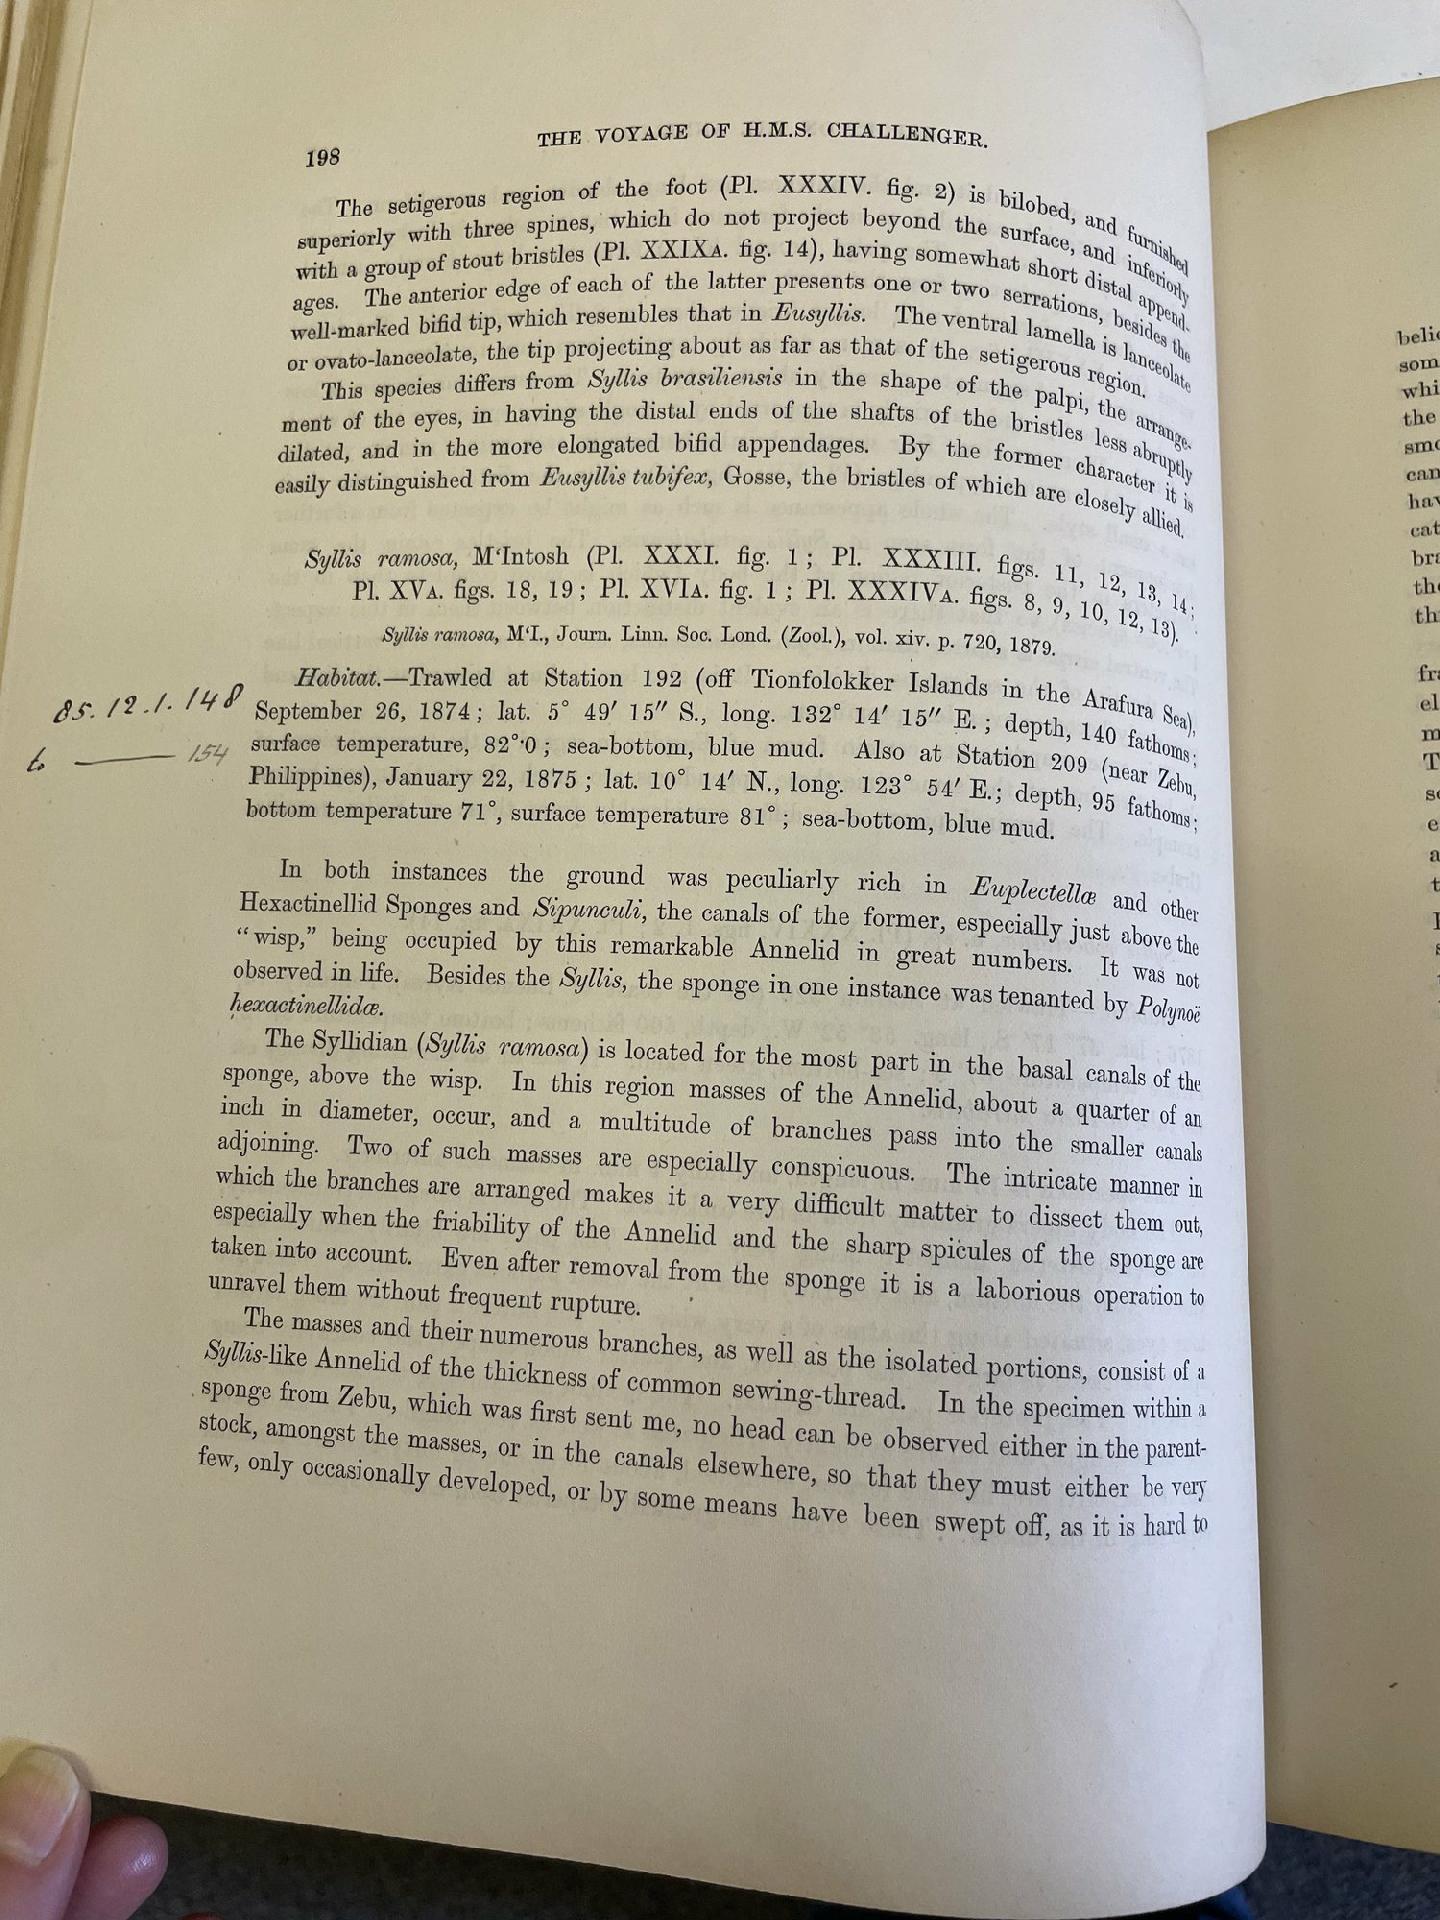 THE VOYAGE OF H.M.S. CHALLENGER.
198
The setigerous region of the foot (Pl. XXXIV. fig. 2) is bilobed, and furnished
superiorly with three spines, which do not project beyond the surface, and inferiorly
with a group of stout bristles (Pl. XXIXA. fig. 14), having somewhat short distal append-
ages. The anterior edge of each of the latter presents one or two serrations, besides the
well-marked bifid tip, which resembles that in Eusyllis. The ventral lamella is lanceolate
or ovato-lanceolate, the tip projecting about as far as that of the setigerous region.
This species differs from Syllis brasiliensis in the shape of the palpi, the arrange-
ment of the eyes, in having the distal ends of the shafts of the bristles less abruptly
dilated, and in the more elongated bifid appendages. By the former character it is
easily distinguished from Eusyllis tubifex, Gosse, the bristles of which are closely allied.
Syllis ramosa, M‘Intosh (Pl. XXXI. fig. 1; Pl. XXXIII. figs. 11, 12, 13, 14;
Pl. XVA. figs. 18, 19; Pl. XVIA. fig. 1; Pl. XXXIVA. figs. 8, 9, 10, 12, 13).
Syllis ramosa, M‘I., Journ. Linn. Soc. Lond. (Zool.), vol. xiv. p. 720, 1879.
Habitat.—Trawled at Station 192 (off Tionfolokker Islands in the Arafura Sea),
85.12.1.148
September 26, 1874; lat. 5° 49′ 15″ S., long. 132° 14′ 15″ E.; depth, 140 fathoms;
to —— 154
surface temperature, 82°·0; sea-bottom, blue mud. Also at Station 209 (near Zebu,
Philippines), January 22, 1875; lat. 10° 14′ N., long. 123° 54′ E.; depth, 95 fathoms;
bottom temperature 71°, surface temperature 81°; sea-bottom, blue mud.
In both instances the ground was peculiarly rich in Euplectellæ and other
Hexactinellid Sponges and Sipunculi, the canals of the former, especially just above the
“wisp,” being occupied by this remarkable Annelid in great numbers. It was not
observed in life. Besides the Syllis, the sponge in one instance was tenanted by Polynoë
hexactinellidæ.
The Syllidian (Syllis ramosa) is located for the most part in the basal canals of the
sponge, above the wisp. In this region masses of the Annelid, about a quarter of an
inch in diameter, occur, and a multitude of branches pass into the smaller canals
adjoining. Two of such masses are especially conspicuous. The intricate manner in
which the branches are arranged makes it a very difficult matter to dissect them out,
especially when the friability of the Annelid and the sharp spicules of the sponge are
taken into account. Even after removal from the sponge it is a laborious operation to
unravel them without frequent rupture.
The masses and their numerous branches, as well as the isolated portions, consist of a
Syllis-like Annelid of the thickness of common sewing-thread. In the specimen within a
sponge from Zebu, which was first sent me, no head can be observed either in the parent-
stock, amongst the masses, or in the canals elsewhere, so that they must either be very
few, only occasionally developed, or by some means have been swept off, as it is hard to